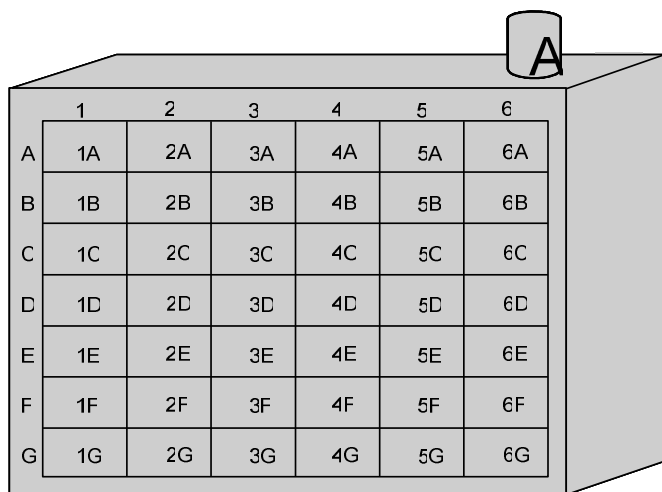 A
1 2 3 4 5 6
A 1A 2A 3A 4A 5A 6A
B 1B 2B 3B 4B 5B 6B
C 1C 2C 3C 4C 5C 6C
D 1D 2D 3D 4D 5D 6D
E 1E 2E 3E 4E 5E 6E
F 1F 2F 3F 4F 5F 6F
G 1G 2G 3G 4G 5G 6G